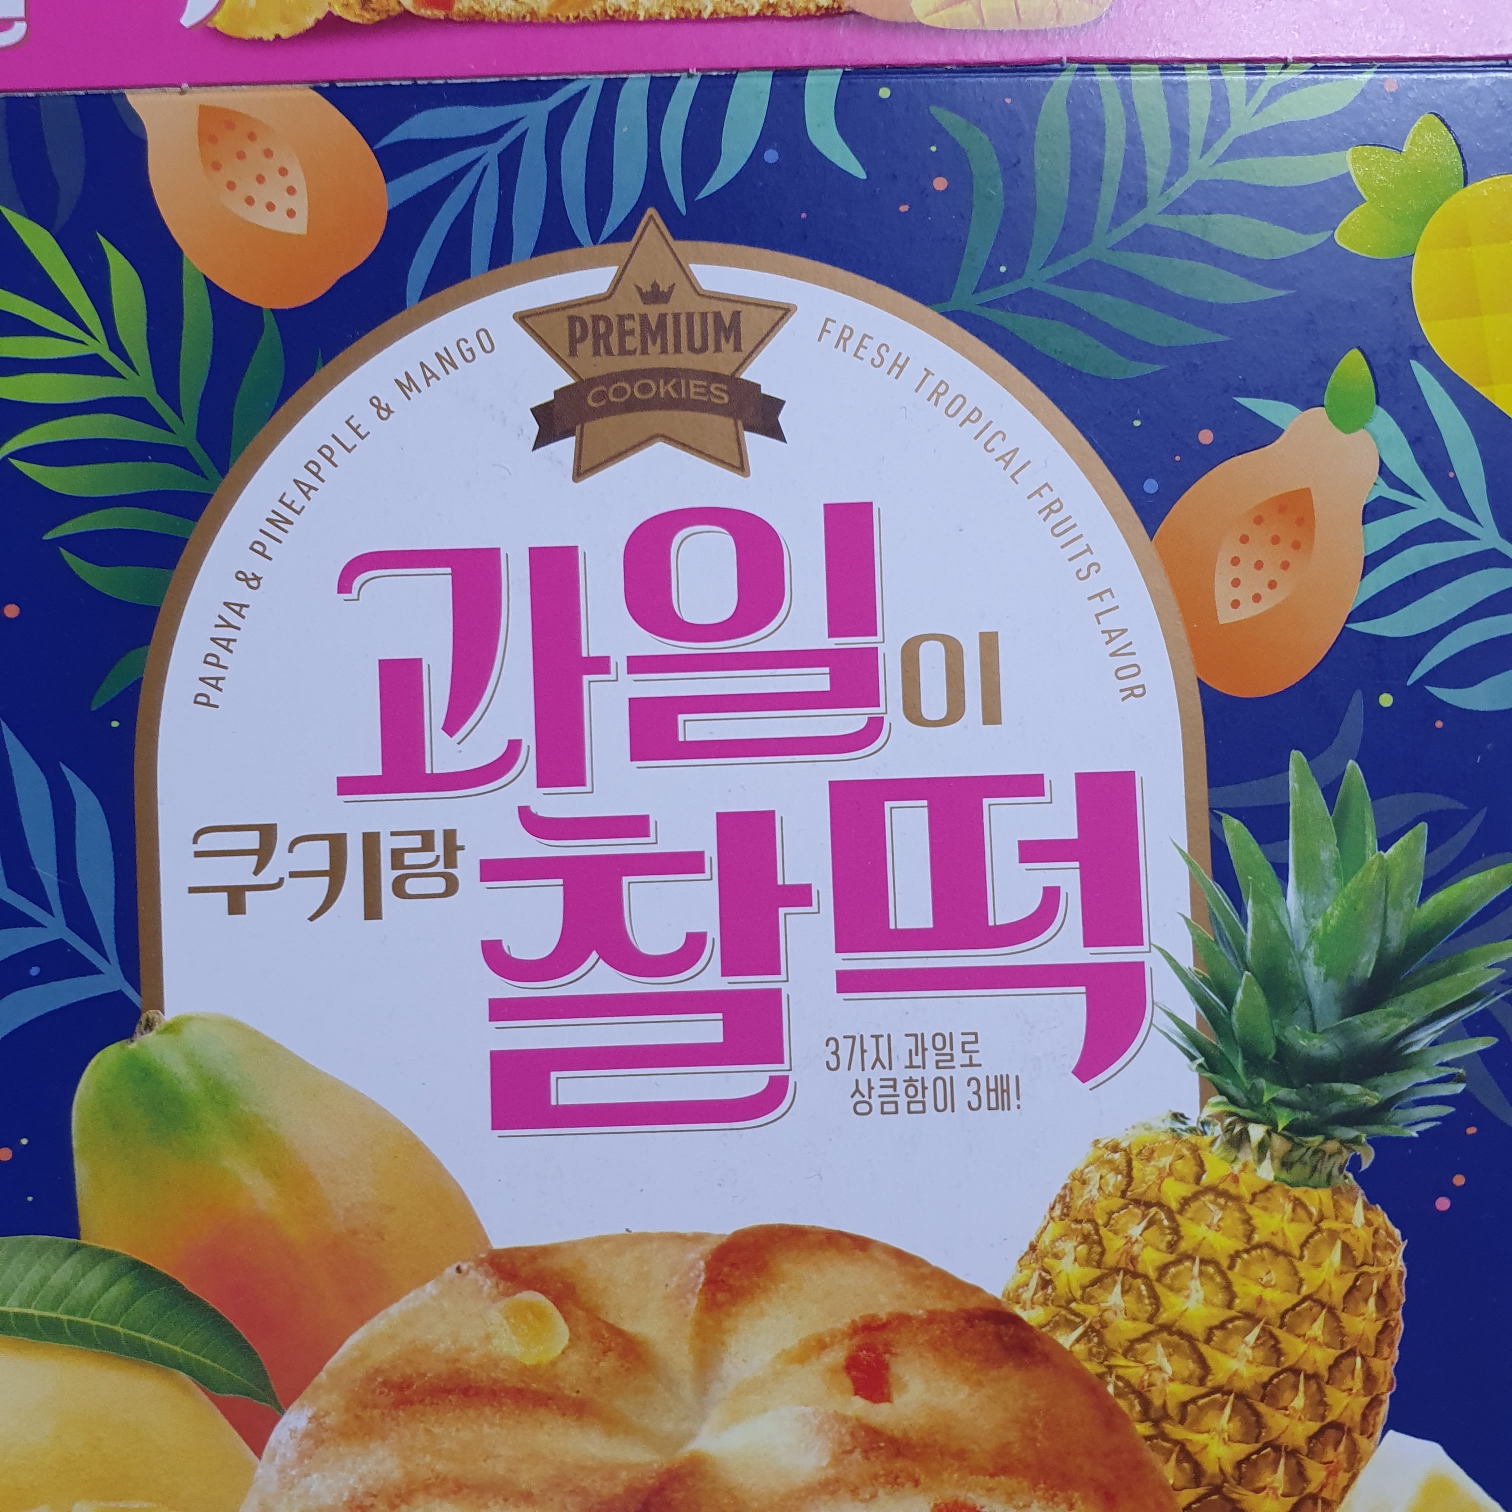 PREMIUM
COOKIES
PAPAYA & PINEAPPLE & MANGO
FRESH TROPICAL FRUITS FLAVOR
과일이
쿠키랑 찰떡
3가지 과일로
상큼함이 3배!